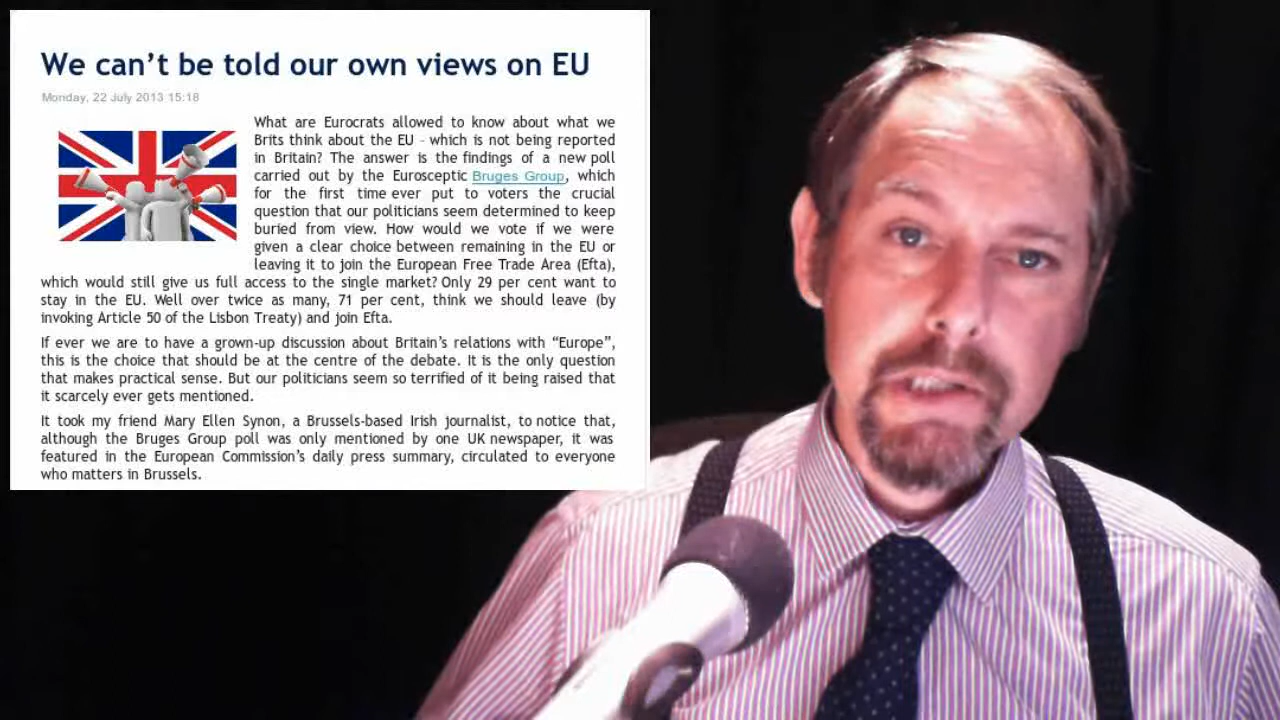 We can't be told our own views on EU
Monday, 22 July 2013 15:18
What are Eurocrats allowed to know about what we
Brits think about the EU – which is not being reported
in Britain? The answer is the findings of a new poll
carried out by the Eurosceptic Bruges Group, which
for the first time ever put to voters the crucial
question that our politicians seem determined to keep
buried from view. How would we vote if we were
given a clear choice between remaining in the EU or
leaving it to join the European Free Trade Area (Efta),
which would still give us full access to the single market? Only 29 per cent want to
stay in the EU. Well over twice as many, 71 per cent, think we should leave (by
invoking Article 50 of the Lisbon Treaty) and join Efta.
If ever we are to have a grown-up discussion about Britain's relations with “Europe”,
this is the choice that should be at the centre of the debate. It is the only question
that makes practical sense. But our politicians seem so terrified of it being raised that
it scarcely ever gets mentioned.
It took my friend Mary Ellen Synon, a Brussels-based Irish journalist, to notice that,
although the Bruges Group poll was only mentioned by one UK newspaper, it was
featured in the European Commission's daily press summary, circulated to everyone
who matters in Brussels.